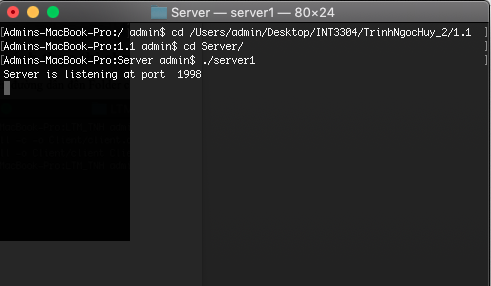 Server — server1 — 80×24
[Admins-MacBook-Pro:/ admin$ cd /Users/admin/Desktop/INT3304/TrinhNgocHuy_2/1.1 ]
[Admins-MacBook-Pro:1.1 admin$ cd Server/ ]
[Admins-MacBook-Pro:Server admin$ ./server1 ]
Server is listening at port  1998